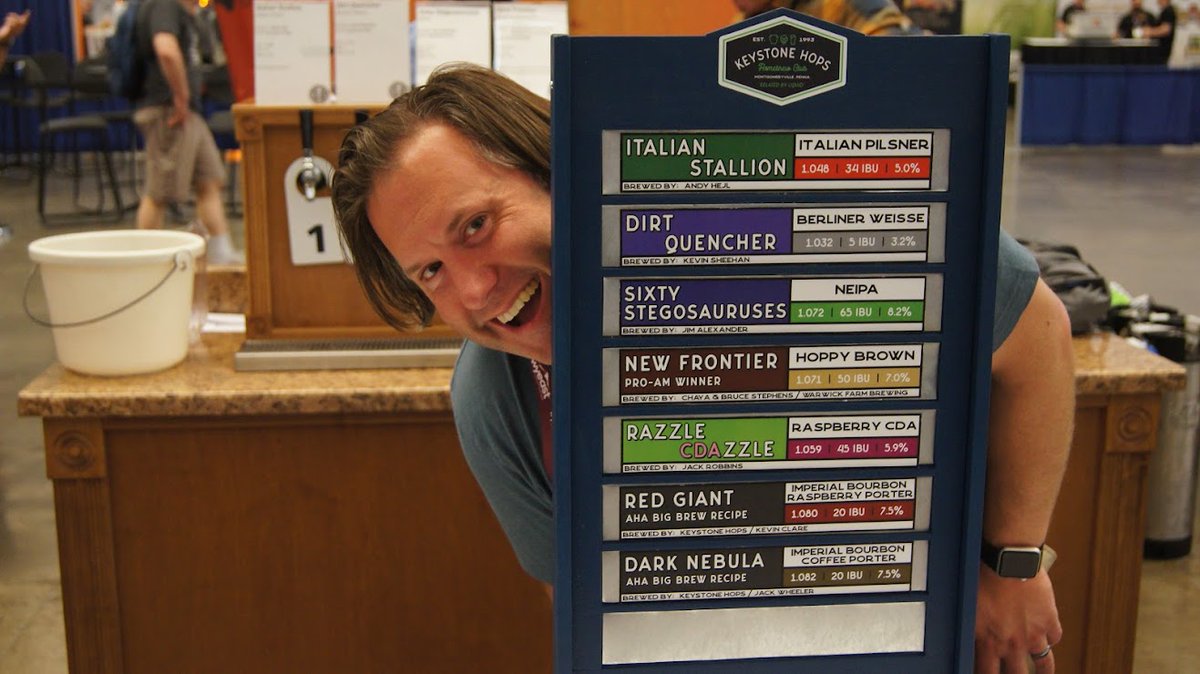 EST. 1993
KEYSTONE HOPS
Homebrew Club
MONTGOMERYVILLE, PENNA
RELATED BY LIQUID
ITALIAN STALLION
ITALIAN PILSNER
1.048 | 34 IBU | 5.0%
BREWED BY: ANDY HEJL
DIRT QUENCHER
BERLINER WEISSE
1.032 | 5 IBU | 3.2%
BREWED BY: KEVIN SHEEHAN
SIXTY STEGOSAURUSES
NEIPA
1.072 | 65 IBU | 8.2%
BREWED BY: JIM ALEXANDER
NEW FRONTIER
PRO-AM WINNER
HOPPY BROWN
1.071 | 50 IBU | 7.0%
BREWED BY: CHAYA & BRUCE STEPHENS / WARWICK FARM BREWING
RAZZLE CDAZZLE
RASPBERRY CDA
1.059 | 45 IBU | 5.9%
BREWED BY: JACK ROBBINS
RED GIANT
AHA BIG BREW RECIPE
IMPERIAL BOURBON
RASPBERRY PORTER
1.080 | 20 IBU | 7.5%
BREWED BY: KEYSTONE HOPS / KEVIN CLARE
DARK NEBULA
AHA BIG BREW RECIPE
IMPERIAL BOURBON
COFFEE PORTER
1.082 | 20 IBU | 7.5%
BREWED BY: KEYSTONE HOPS / JACK WHEELER
1